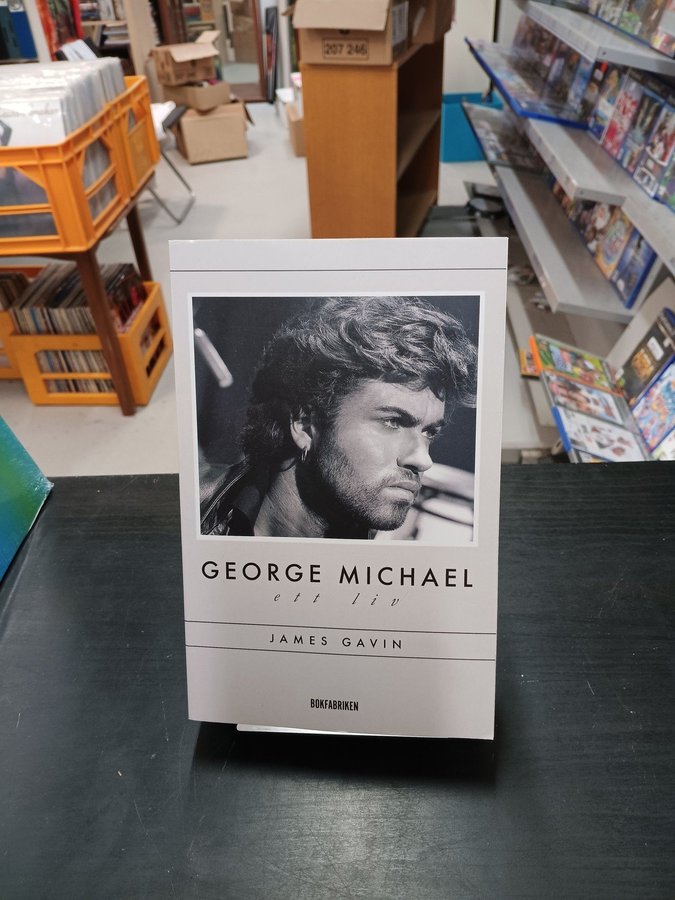 207 246
GEORGE MICHAEL
ett liv
JAMES GAVIN
BOKFABRIKEN